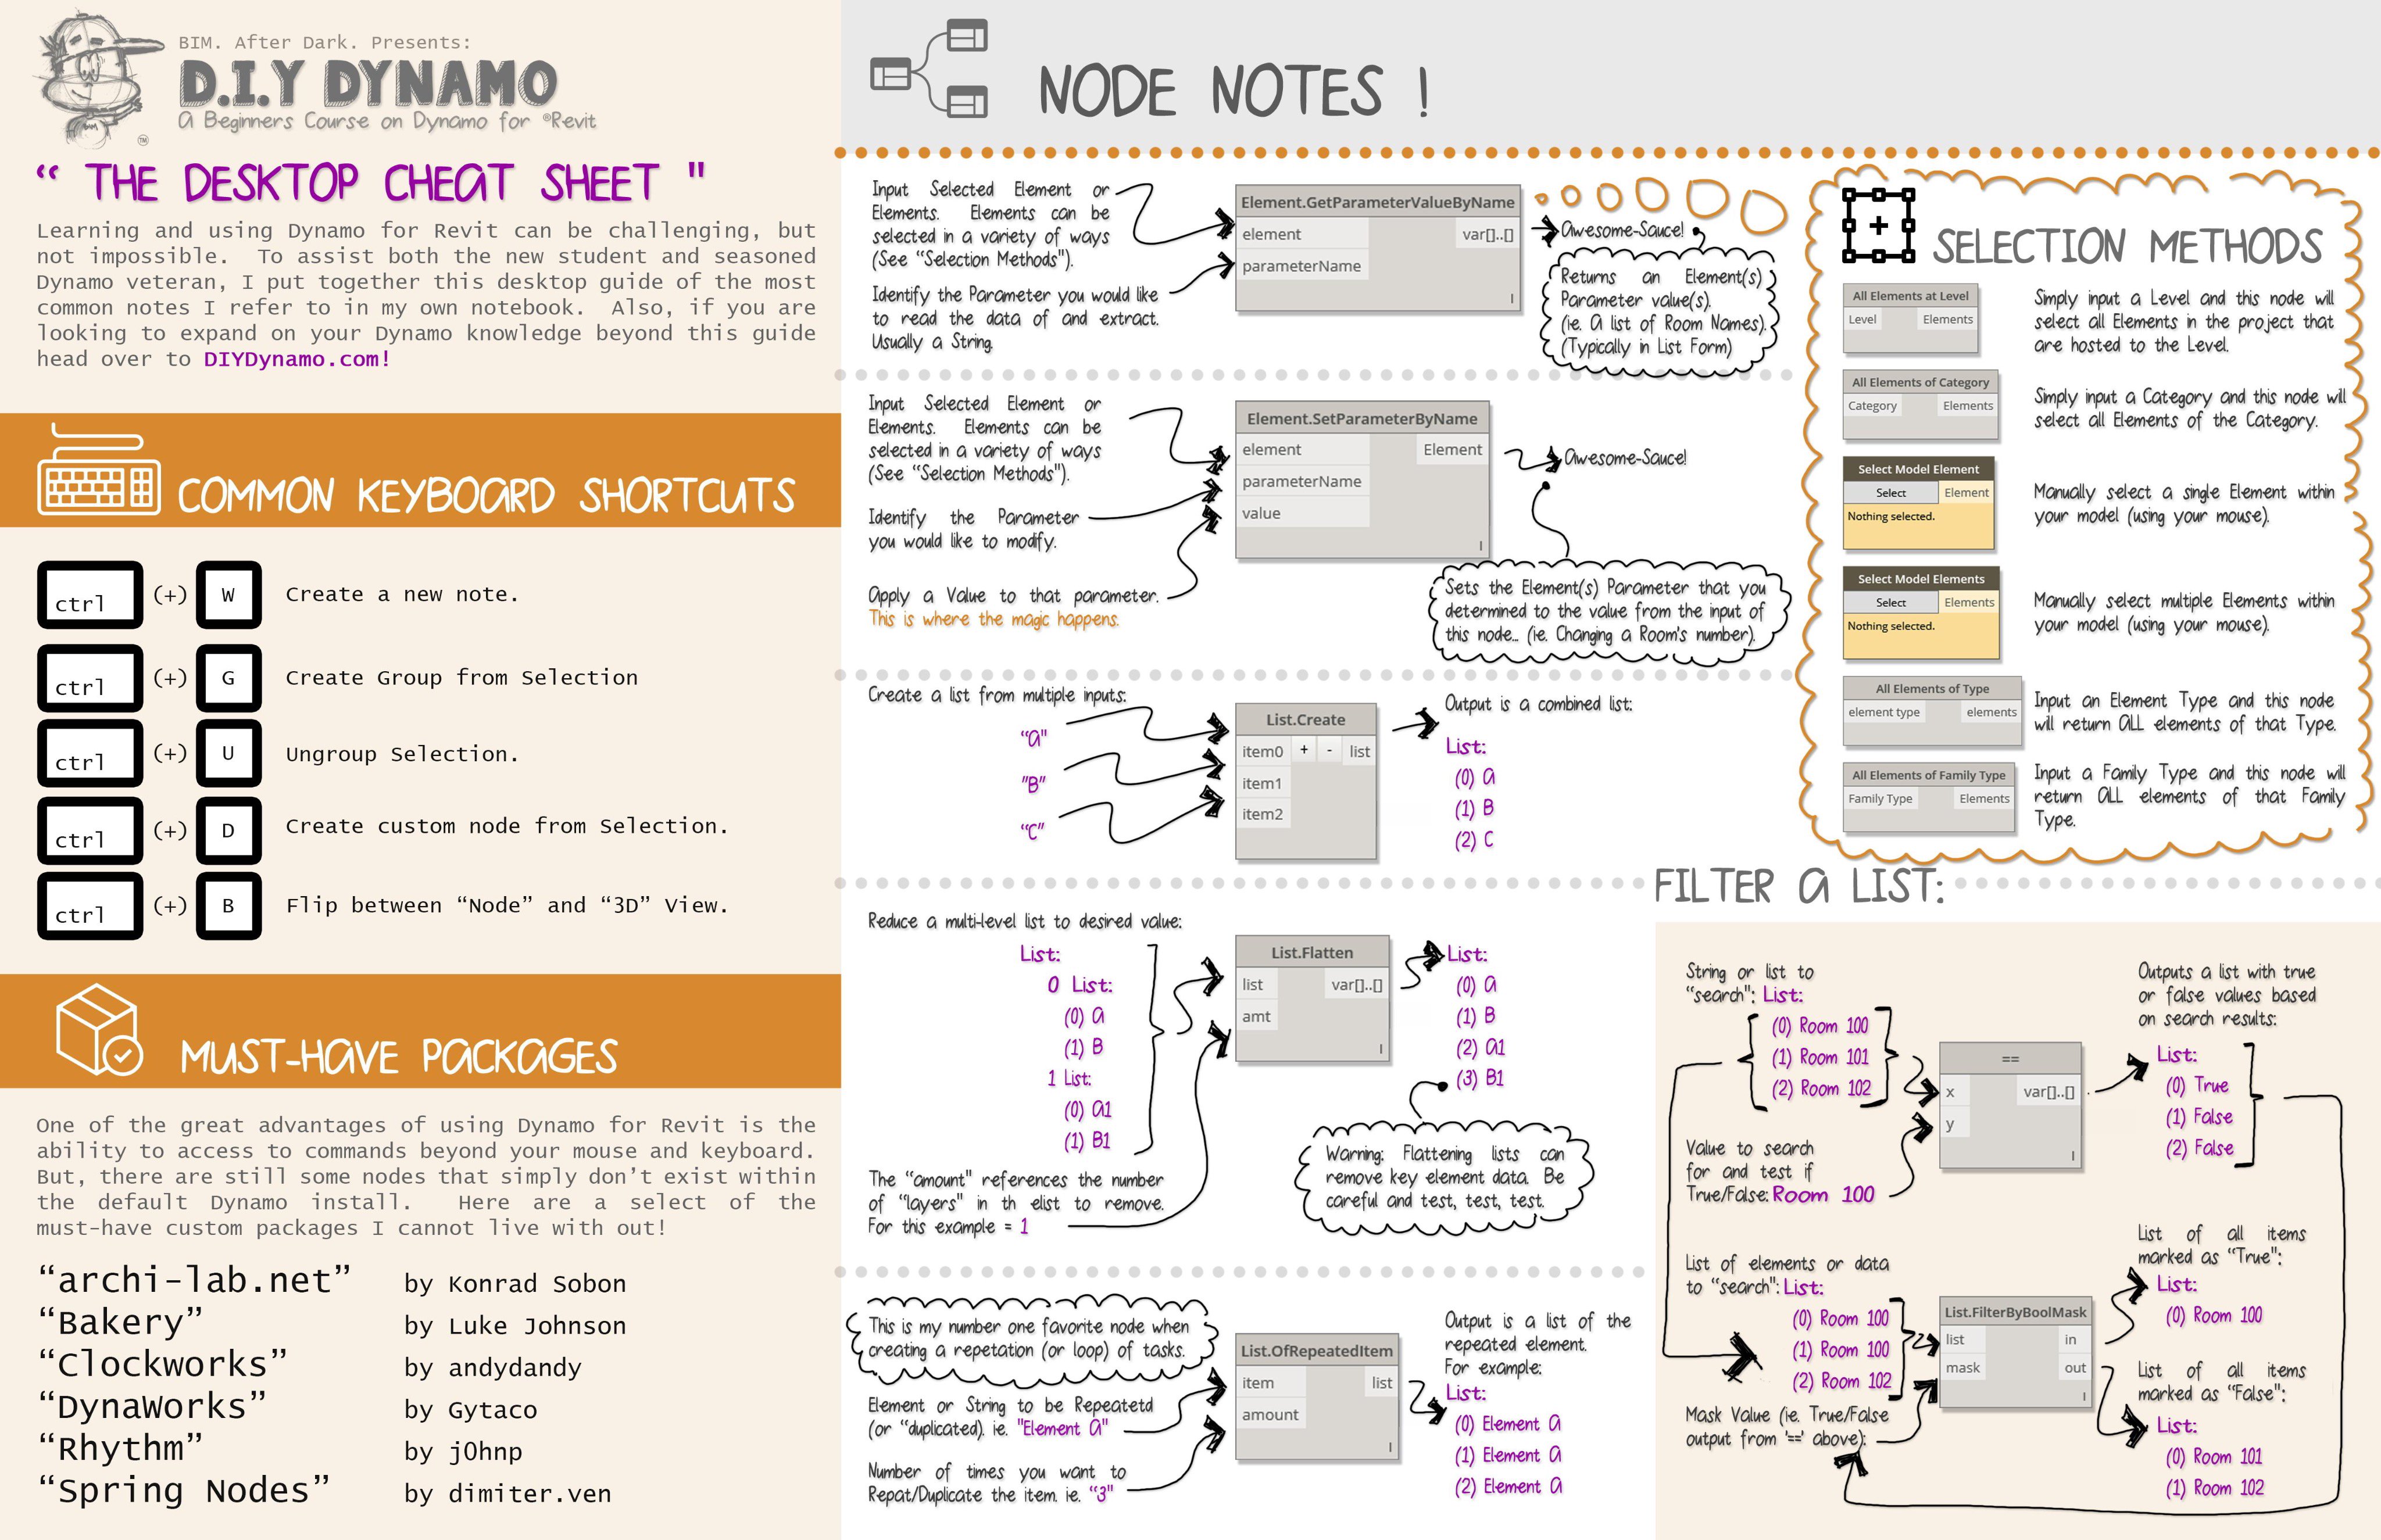 BIM. After Dark. Presents:
D.I.Y DYNAMO
A Beginners Course on Dynamo for ®Revit
TM
“ THE DESKTOP CHEAT SHEET "
Learning and using Dynamo for Revit can be challenging, but
not impossible. To assist both the new student and seasoned
Dynamo veteran, I put together this desktop guide of the most
common notes I refer to in my own notebook. Also, if you are
looking to expand on your Dynamo knowledge beyond this guide
head over to DIYDynamo.com!
COMMON KEYBOARD SHORTCUTS
ctrl (+) W Create a new note.
ctrl (+) G Create Group from Selection
ctrl (+) U Ungroup Selection.
ctrl (+) D Create custom node from Selection.
ctrl (+) B Flip between “Node” and “3D” View.
MUST-HAVE PACKAGES
One of the great advantages of using Dynamo for Revit is the
ability to access to commands beyond your mouse and keyboard.
But, there are still some nodes that simply don’t exist within
the default Dynamo install. Here are a select of the
must-have custom packages I cannot live with out!
“archi-lab.net” by Konrad Sobon
“Bakery” by Luke Johnson
“Clockworks” by andydandy
“DynaWorks” by Gytaco
“Rhythm” by j0hnp
“Spring Nodes” by dimiter.ven
NODE NOTES !
Input Selected Element or
Elements. Elements can be
selected in a variety of ways
(See “Selection Methods").
Identify the Parameter you would like
to read the data of and extract.
Usually a String.
Element.GetParameterValueByName
element var[]..[]
parameterName
l
Awesome-Sauce!
Returns an Element(s)
Parameter value(s).
(ie. A list of Room Names).
(Typically in List Form)
Input Selected Element or
Elements. Elements can be
selected in a variety of ways
(See “Selection Methods").
Identify the Parameter
you would like to modify.
Apply a Value to that parameter.
This is where the magic happens.
Element.SetParameterByName
element Element
parameterName
value
l
Awesome-Sauce!
Sets the Element(s) Parameter that you
determined to the value from the input of
this node... (ie. Changing a Room's number).
Create a list from multiple inputs:
“A"
"B"
“C”
List.Create
item0 + - list
item1
item2
Output is a combined list:
List:
(0) A
(1) B
(2) C
Reduce a multi-level list to desired value:
List:
0 List:
(0) A
(1) B
1 List:
(0) A1
(1) B1
The “amount" references the number
of “layers" in th elist to remove.
For this example = 1
List.Flatten
list var[]..[]
amt
l
List:
(0) A
(1) B
(2) A1
(3) B1
Warning: Flattening lists can
remove key element data. Be
careful and test, test, test.
This is my number one favorite node when
creating a repetation (or loop) of tasks.
Element or String to be Repeatetd
(or “duplicated). ie. "Element A"
Number of times you want to
Repat/Duplicate the item. ie. “3"
List.OfRepeatedItem
item list
amount
l
Output is a list of the
repeated element.
For example:
List:
(0) Element A
(1) Element A
(2) Element A
SELECTION METHODS
All Elements at Level
Level Elements
Simply input a Level and this node will
select all Elements in the project that
are hosted to the Level.
All Elements of Category
Category Elements
Simply input a Category and this node will
select all Elements of the Category.
Select Model Element
Select Element
Nothing selected.
Manually select a single Element within
your model (using your mouse).
Select Model Elements
Select Elements
Nothing selected.
Manually select multiple Elements within
your model (using your mouse).
All Elements of Type
element type elements
Input an Element Type and this node
will return ALL elements of that Type.
All Elements of Family Type
Family Type Elements
Input a Family Type and this node will
return ALL elements of that Family
Type.
FILTER A LIST:
String or list to
“search": List:
(0) Room 100
(1) Room 101
(2) Room 102
Value to search
for and test if
True/False: Room 100
==
x var[]..[]
y
l
Outputs a list with true
or false values based
on search results:
List:
(0) True
(1) False
(2) False
List of elements or data
to “search": List:
(0) Room 100
(1) Room 100
(2) Room 102
Mask Value (ie. True/False
output from '==' above):
List.FilterByBoolMask
list in
mask out
l
List of all items
marked as “True":
List:
(0) Room 100
List of all items
marked as “False":
List:
(0) Room 101
(1) Room 102